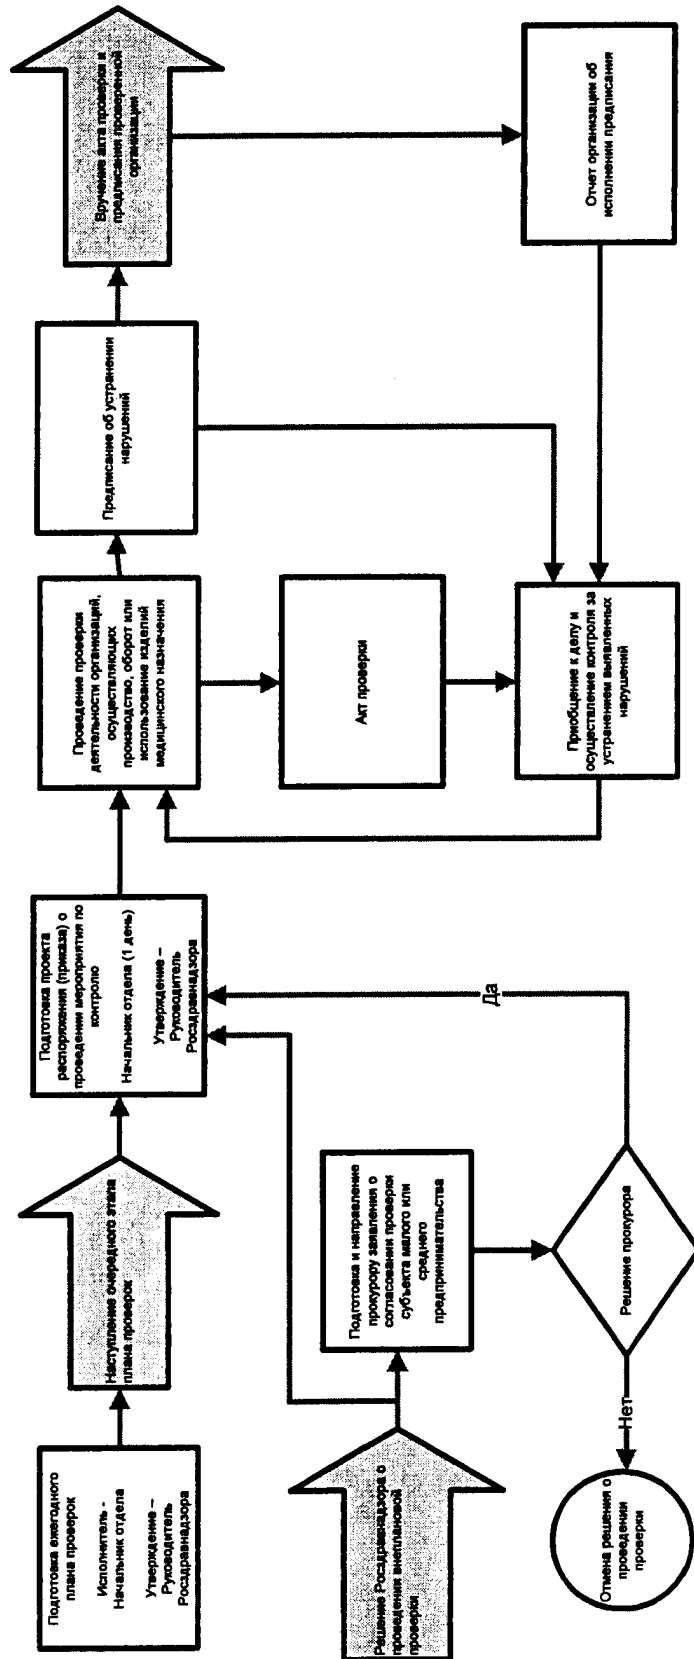 Подготовка ежегодного
плана проверок
Исполнитель -
Начальник отдела
Утверждение –
Руководитель
Росздравнадзора
Наступление очередного этапа
плана проверок
Подготовка проекта
распоряжения (приказа) о
проведении мероприятия по
контролю
Начальник отдела (1 день)
Утверждение –
Руководитель
Росздравнадзора
Проведение проверки
деятельности организаций,
осуществляющих
производство, оборот или
использование изделий
медицинского назначения
Предписание об устранении
нарушений
Вручение акта проверки и
предписания проверенной
организации
Решение Росздравнадзора о
проведении внеплановой
проверки
Подготовка и направление
прокурору заявления о
согласовании проверки
субъекта малого или
среднего
предпринимательства
Акт проверки
Отмена решения о
проведении
проверки
Нет
Решение прокурора
Да
Приобщение к делу и
осуществление контроля за
устранением выявленных
нарушений
Отчет организации об
исполнении предписания